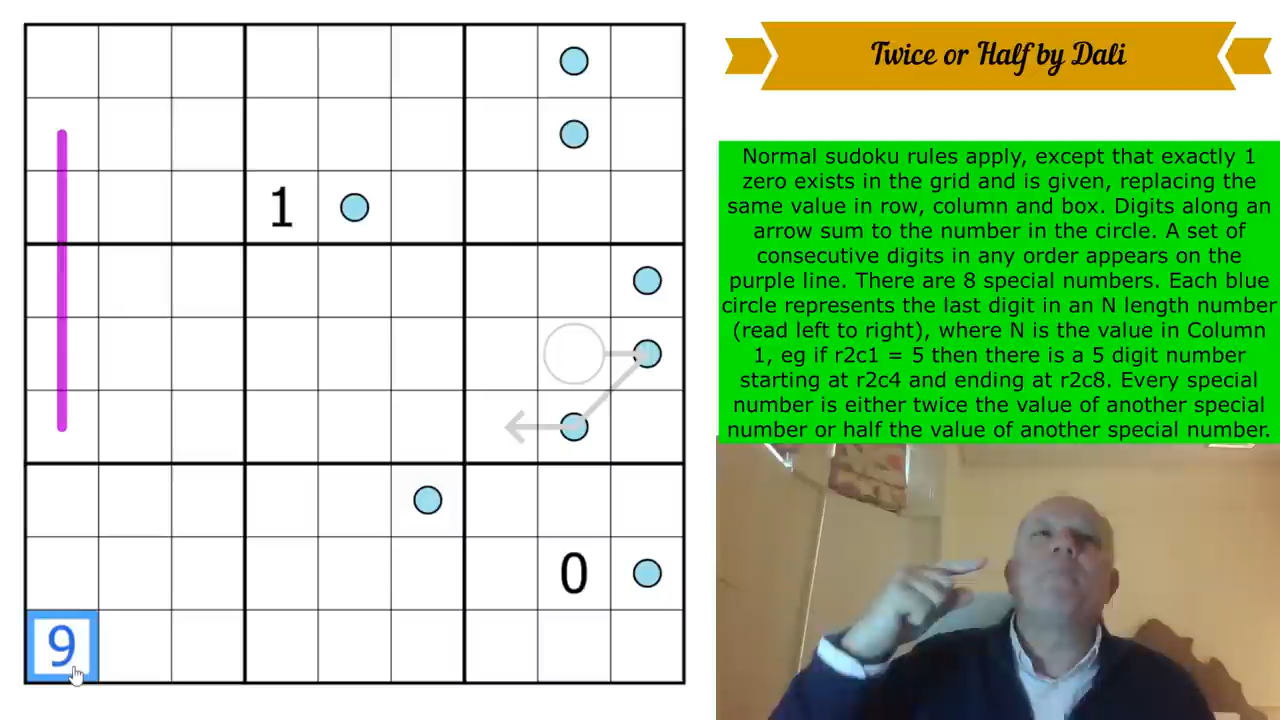 Twice or Half by Dali
Normal sudoku rules apply, except that exactly 1
zero exists in the grid and is given, replacing the
same value in row, column and box. Digits along an
arrow sum to the number in the circle. A set of
consecutive digits in any order appears on the
purple line. There are 8 special numbers. Each blue
circle represents the last digit in an N length number
(read left to right), where N is the value in Column
1, eg if r2c1 = 5 then there is a 5 digit number
starting at r2c4 and ending at r2c8. Every special
number is either twice the value of another special
number or half the value of another special number.
1
0
9